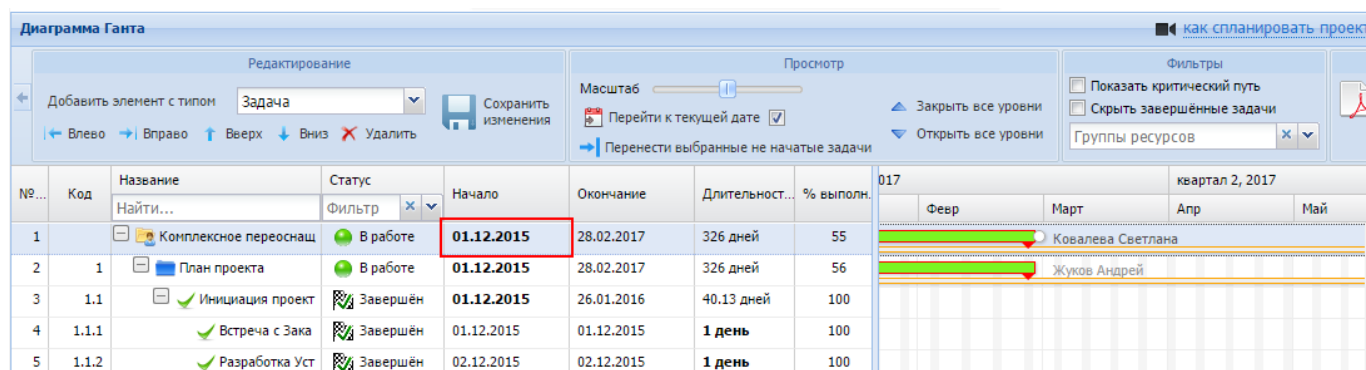 Диаграмма Ганта
как спланировать проект
Редактирование
Просмотр
Фильтры
Добавить элемент с типом Задача
Сохранить изменения
Масштаб
Закрыть все уровни
Показать критический путь
Скрыть завершённые задачи
Влево Вправо Вверх Вниз Удалить
Перейти к текущей дате
Открыть все уровни
Группы ресурсов
Перенести выбранные не начатые задачи
№... Код Название Статус Начало Окончание Длительност... % выполн. 017 квартал 2, 2017
Найти... Фильтр Февр Март Апр Май
1 Комплексное переоснащ В работе 01.12.2015 28.02.2017 326 дней 55 Ковалева Светлана
2 1 План проекта В работе 01.12.2015 28.02.2017 326 дней 56 Жуков Андрей
3 1.1 Инициация проект Завершён 01.12.2015 26.01.2016 40.13 дней 100
4 1.1.1 Встреча с Зака Завершён 01.12.2015 01.12.2015 1 день 100
5 1.1.2 Разработка Уст Завершён 02.12.2015 02.12.2015 1 день 100